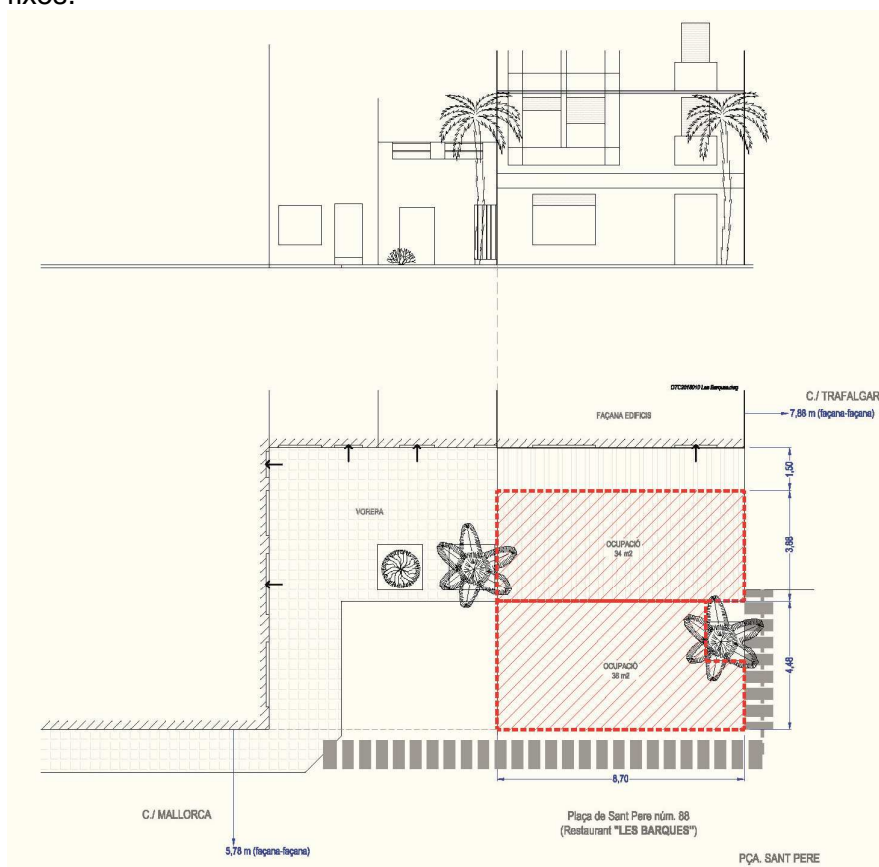 fixos.
C./ TRAFALGAR
7,88 m (façana-façana)
FAÇANA EDIFICIS
1,50
VORERA
3,88
OCUPACIÓ
34 m2
4,48
OCUPACIÓ
38 m2
8,70
C./ MALLORCA
5,78 m (façana-façana)
Plaça de Sant Pere núm. 88
(Restaurant "LES BARQUES")
PÇA. SANT PERE